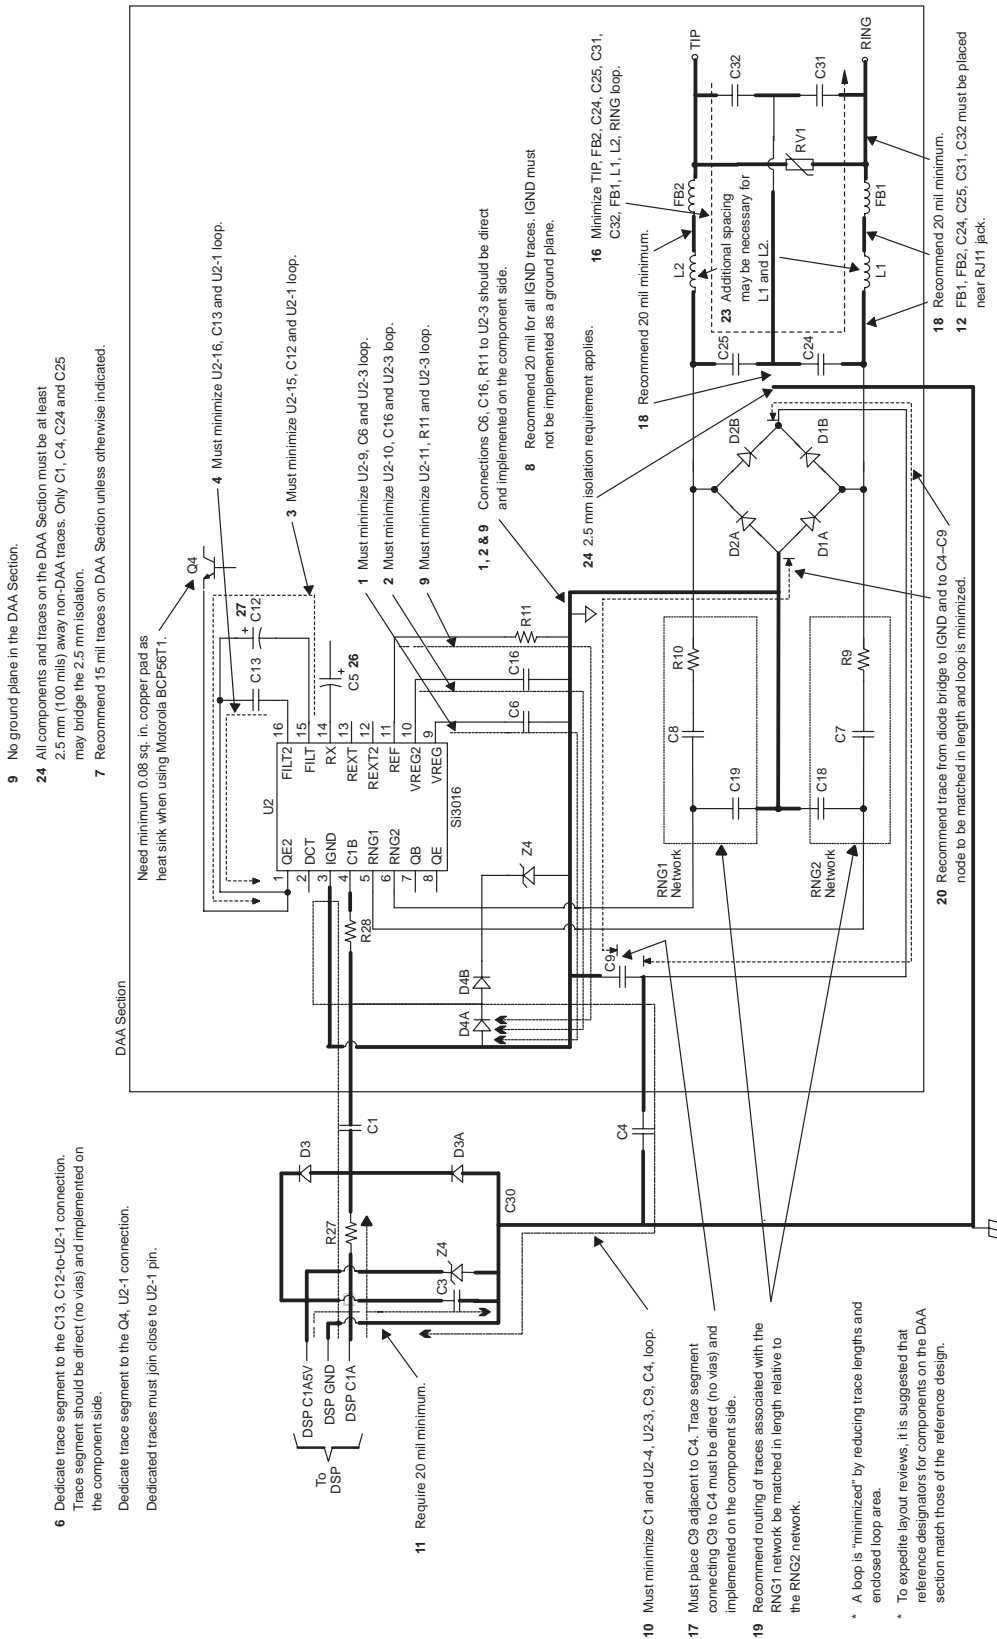 9 No ground plane in the DAA Section.
24 All components and traces on the DAA Section must be at least
2.5 mm (100 mils) away non-DAA traces. Only C1, C4, C24 and C25
may bridge the 2.5 mm isolation.
7 Recommend 15 mil traces on DAA Section unless otherwise indicated.
6 Dedicate trace segment to the C13, C12-to-U2-1 connection.
Trace segment should be direct (no vias) and implemented on
the component side.
Dedicate trace segment to the Q4, U2-1 connection.
Dedicated traces must join close to U2-1 pin.
DAA Section
Need minimum 0.08 sq. in. copper pad as
heat sink when using Motorola BCP56T1.
Q4
4 Must minimize U2-16, C13 and U2-1 loop.
3 Must minimize U2-15, C12 and U2-1 loop.
1 Must minimize U2-9, C6 and U2-3 loop.
2 Must minimize U2-10, C16 and U2-3 loop.
9 Must minimize U2-11, R11 and U2-3 loop.
1, 2 & 9 Connections C6, C16, R11 to U2-3 should be direct
and implemented on the component side.
8 Recommend 20 mil for all IGND traces. IGND must
not be implemented as a ground plane.
24 2.5 mm isolation requirement applies.
18 Recommend 20 mil minimum.
16 Minimize TIP, FB2, C24, C25, C31,
C32, FB1, L1, L2, RING loop.
27
+
C12
C13
+
C5 26
U2
1 QE2
2 DCT
3 IGND
4 C1B
5 RNG1
6 RNG2
7 QB
8 QE
FILT2 16
FILT 15
RX 14
REXT 13
REXT2 12
REF 11
VREG2 10
VREG 9
Si3016
R11
C16
C6
R28
Z4
D4B
D4A
C1
D3
D3A
R27
Z4
C3
C30
To
DSP
DSP C1A5V
DSP GND
DSP C1A
11 Require 20 mil minimum.
C4
C9
RNG1
Network
C8
C19
R10
RNG2
Network
C18
C7
R9
D2A
D2B
D1A
D1B
C25
C24
L2
FB2
L1
FB1
23 Additional spacing
may be necessary for
L1 and L2.
RV1
C32
C31
TIP
RING
18 Recommend 20 mil minimum.
12 FB1, FB2, C24, C25, C31, C32 must be placed
near RJ11 jack.
20 Recommend trace from diode bridge to IGND and to C4–C9
node to be matched in length and loop is minimized.
10 Must minimize C1 and U2-4, U2-3, C9, C4, loop.
17 Must place C9 adjacent to C4. Trace segment
connecting C9 to C4 must be direct (no vias) and
implemented on the component side.
19 Recommend routing of traces associated with the
RNG1 network be matched in length relative to
the RNG2 network.
* A loop is "minimized" by reducing trace lengths and
enclosed loop area.
* To expedite layout reviews, it is suggested that
reference designators for components on the DAA
section match those of the reference design.